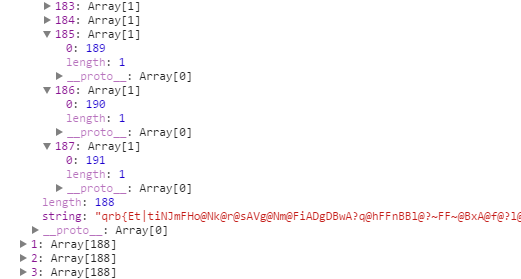 183: Array[1]
184: Array[1]
185: Array[1]
0: 189
length: 1
__proto__: Array[0]
186: Array[1]
0: 190
length: 1
__proto__: Array[0]
187: Array[1]
0: 191
length: 1
__proto__: Array[0]
length: 188
string: "qrb{Et|tiNJmFHo@Nk@r@sAVg@Nm@FiADgDBwA?q@hFFnBBl@?~FF~@BxA@f@?l@
__proto__: Array[0]
1: Array[188]
2: Array[188]
3: Array[188]